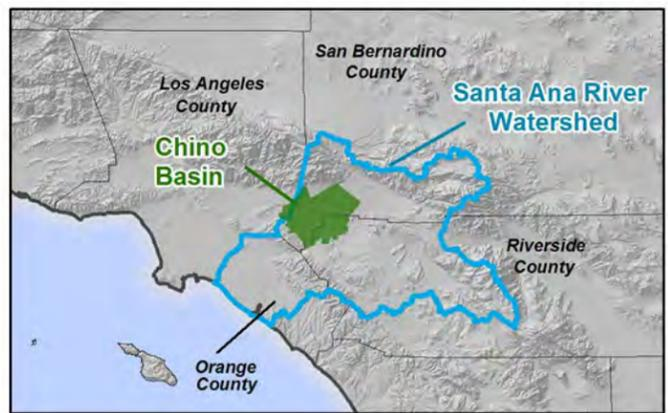 San Bernardino
County
Los Angeles
County
Santa Ana River
Watershed
Chino
Basin
Riverside
County
Orange
County